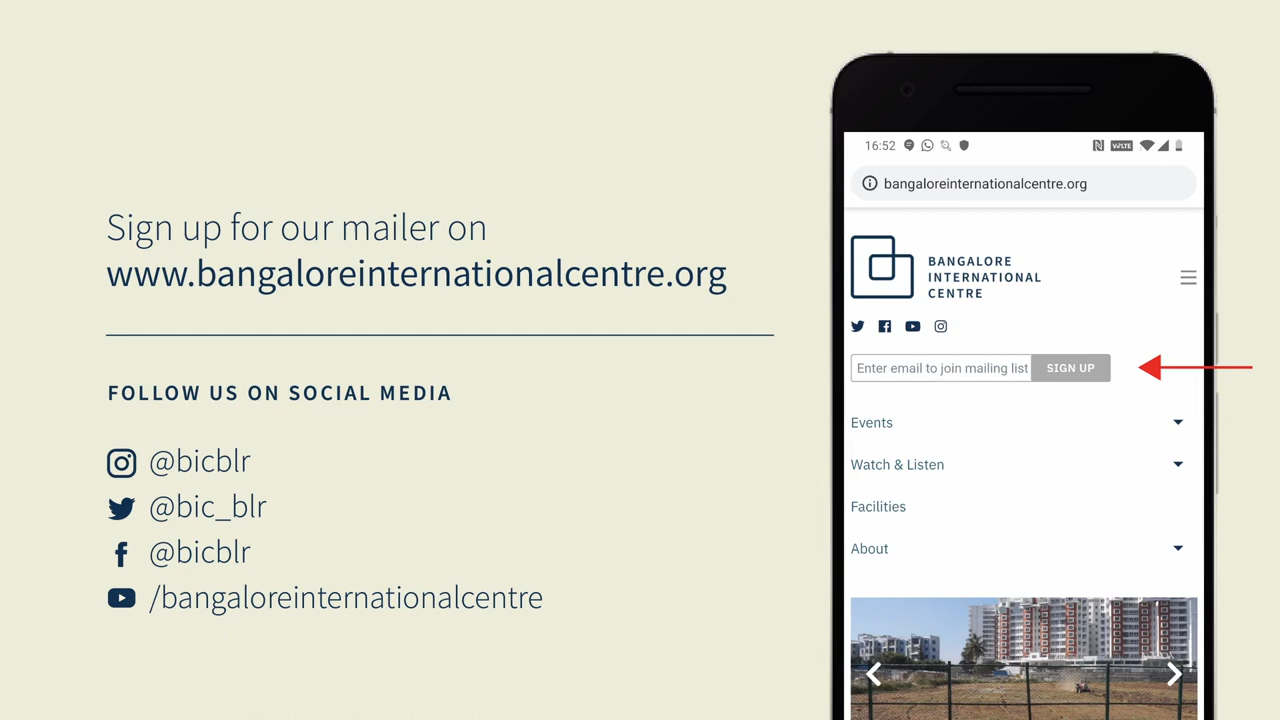 Sign up for our mailer on
www.bangaloreinternationalcentre.org
FOLLOW US ON SOCIAL MEDIA
@bicblr
@bic_blr
@bicblr
/bangaloreinternationalcentre
16:52
VoLTE
bangaloreinternationalcentre.org
BANGALORE
INTERNATIONAL
CENTRE
Enter email to join mailing list
SIGN UP
Events
Watch & Listen
Facilities
About